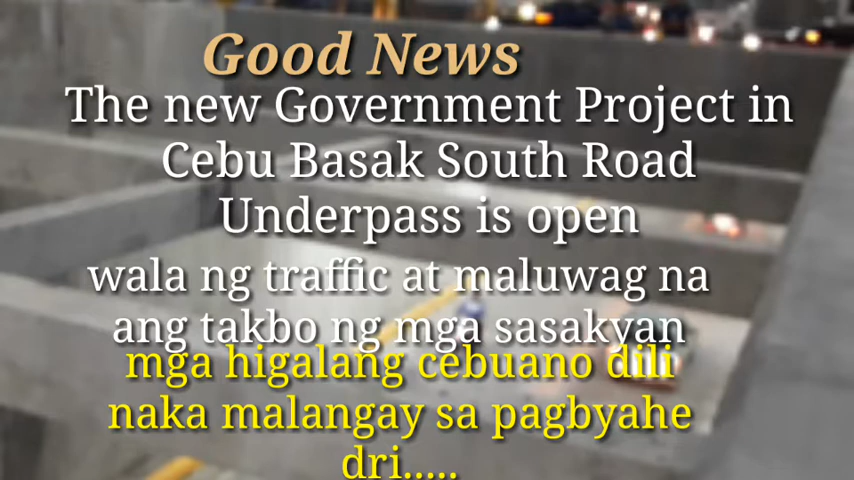 Good News
The new Government Project in
Cebu Basak South Road
Underpass is open
wala ng traffic at maluwag na
ang takbo ng mga sasakyan
mga higalang cebuano dili
naka malangay sa pagbyahe
dri.....